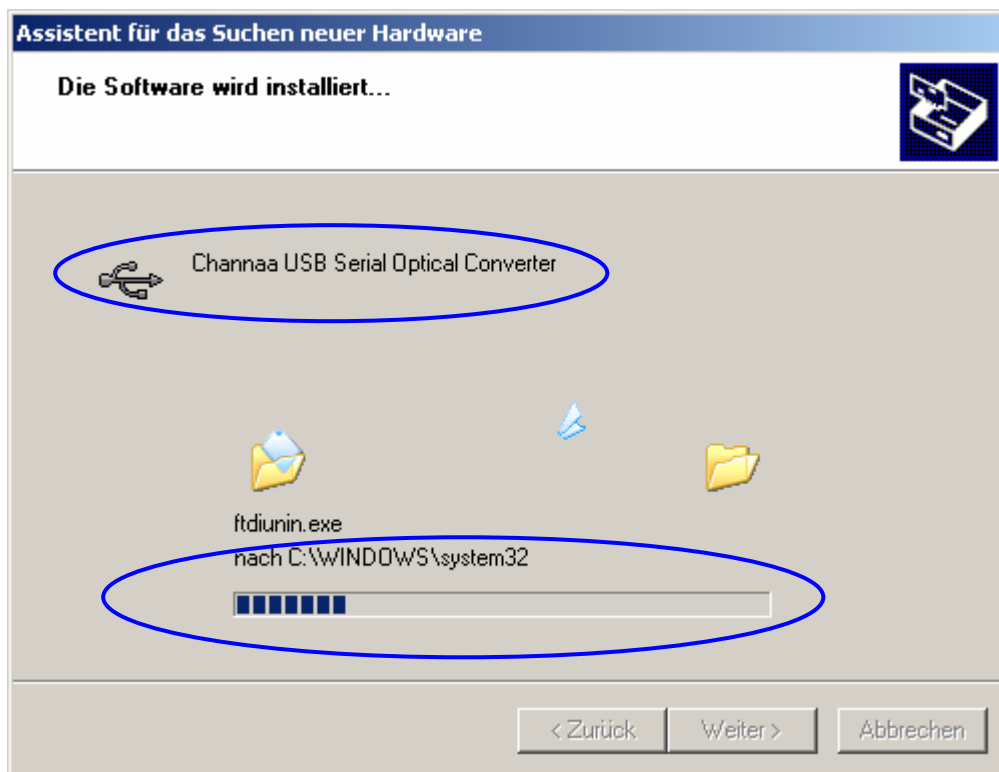 Assistent für das Suchen neuer Hardware
Die Software wird installiert...
Channaa USB Serial Optical Converter
ftdiunin.exe
nach C:\WINDOWS\system32
< Zurück
Weiter >
Abbrechen